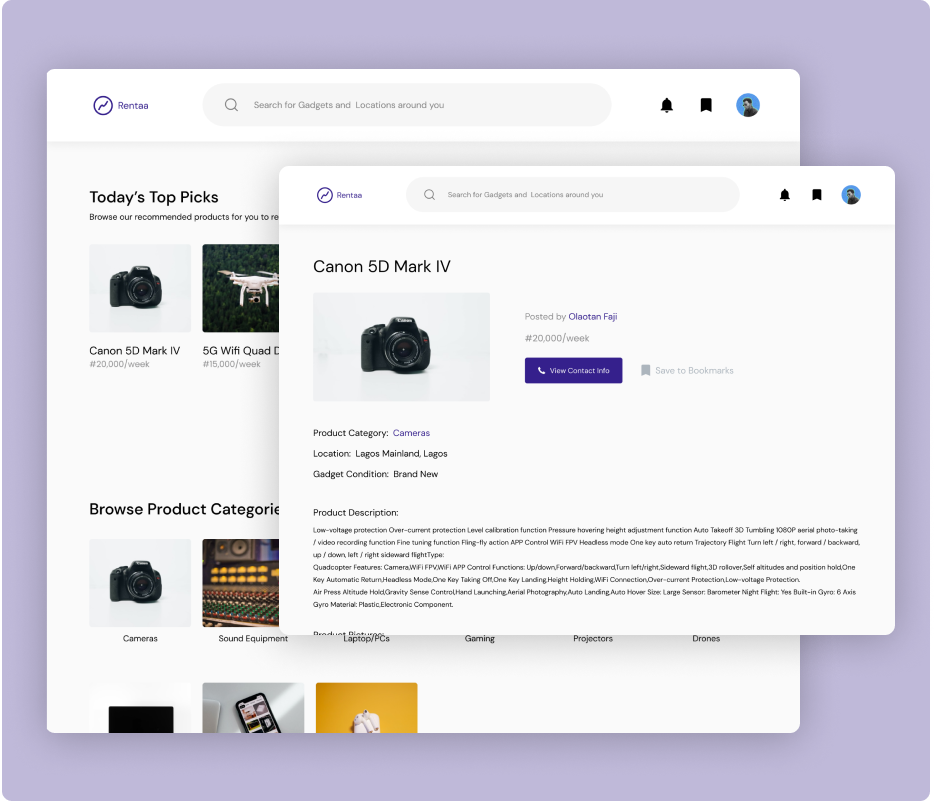 Rentaa
Search for Gadgets and Locations around you
Today's Top Picks
Browse our recommended products for you to re
Canon
Canon 5D Mark IV
#20,000/week
5G Wifi Quad D
#15,000/week
Browse Product Categorie
Canon
Cameras
Sound Equipment
Laptop/PCs
Gaming
Projectors
Drones
Rentaa
Search for Gadgets and Locations around you
Canon 5D Mark IV
Canon
Posted by Olaotan Faji
#20,000/week
View Contact Info
Save to Bookmarks
Product Category: Cameras
Location: Lagos Mainland, Lagos
Gadget Condition: Brand New
Product Description:
Low-voltage protection Over-current protection Level calibration function Pressure hovering height adjustment function Auto Takeoff 3D Tumbling 1080P aerial photo-taking
/ video recording function Fine tuning function Fling-fly action APP Control WiFi FPV Headless mode One key auto return Trajectory Flight Turn left / right, forward / backward,
up / down, left / right sideward flightType:
Quadcopter Features: Camera,WiFi FPV,WiFi APP Control Functions: Up/down,Forward/backward,Turn left/right,Sideward flight,3D rollover,Self altitudes and position hold,One
Key Automatic Return,Headless Mode,One Key Taking Off,One Key Landing,Height Holding,WiFi Connection,Over-current Protection,Low-voltage Protection.
Air Press Altitude Hold,Gravity Sense Control,Hand Launching,Aerial Photography,Auto Landing,Auto Hover Size: Large Sensor: Barometer Night Flight: Yes Built-in Gyro: 6 Axis
Gyro Material: Plastic,Electronic Component.
Product Pictures: